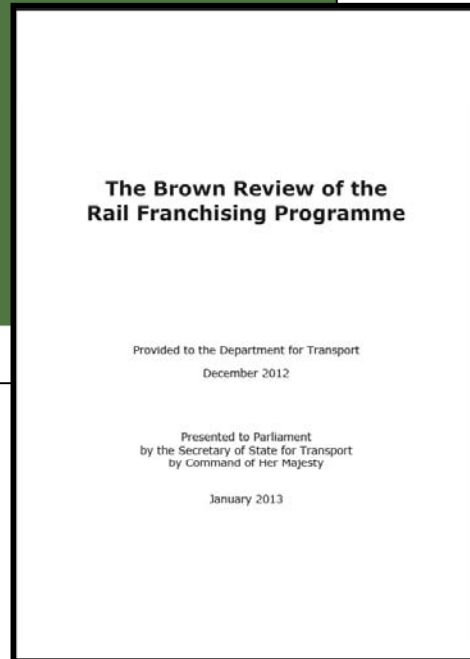 The Brown Review of the
Rail Franchising Programme
Provided to the Department for Transport
December 2012
Presented to Parliament
by the Secretary of State for Transport
by Command of Her Majesty
January 2013